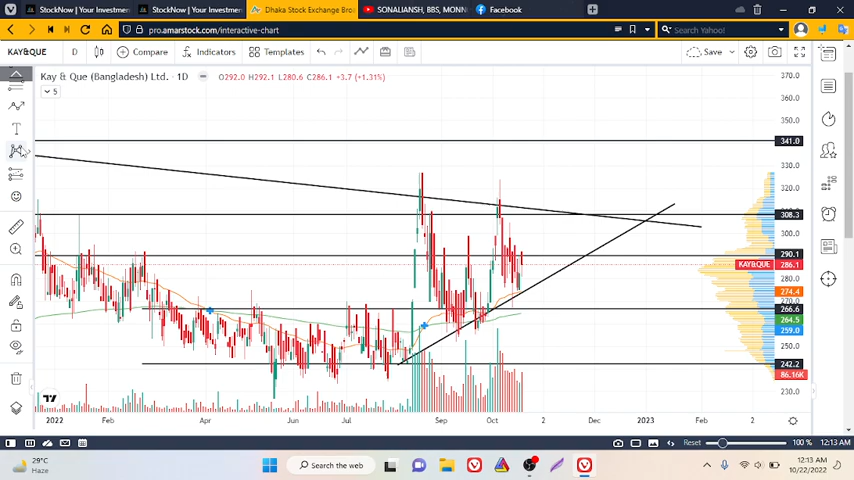 StockNow | Your Investmen
StockNow | Your Investmen
Dhaka Stock Exchange Bro
SONALIANSH, BBS, MONN
Facebook
pro.amarstock.com/interactive-chart
Search Yahoo
KAY&QUE
D
Compare
Indicators
Templates
Save
Kay & Que (Bangladesh) Ltd. · 1D
O292.0 H292.1 L280.6 C286.1 +3.7 (+1.31%)
5
370.0
360.0
350.0
341.0
330.0
320.0
308.3
300.0
290.1
KAY&QUE 286.1
280.0
274.4
270.0
266.6
264.5
259.0
250.0
242.2
86.16K
230.0
2022 Feb Apr Jun Jul Sep Oct 2 Dec 2023 Feb 2
Reset 100 % 12:13 AM
29°C
Haze
Search the web
12:13 AM
10/22/2022